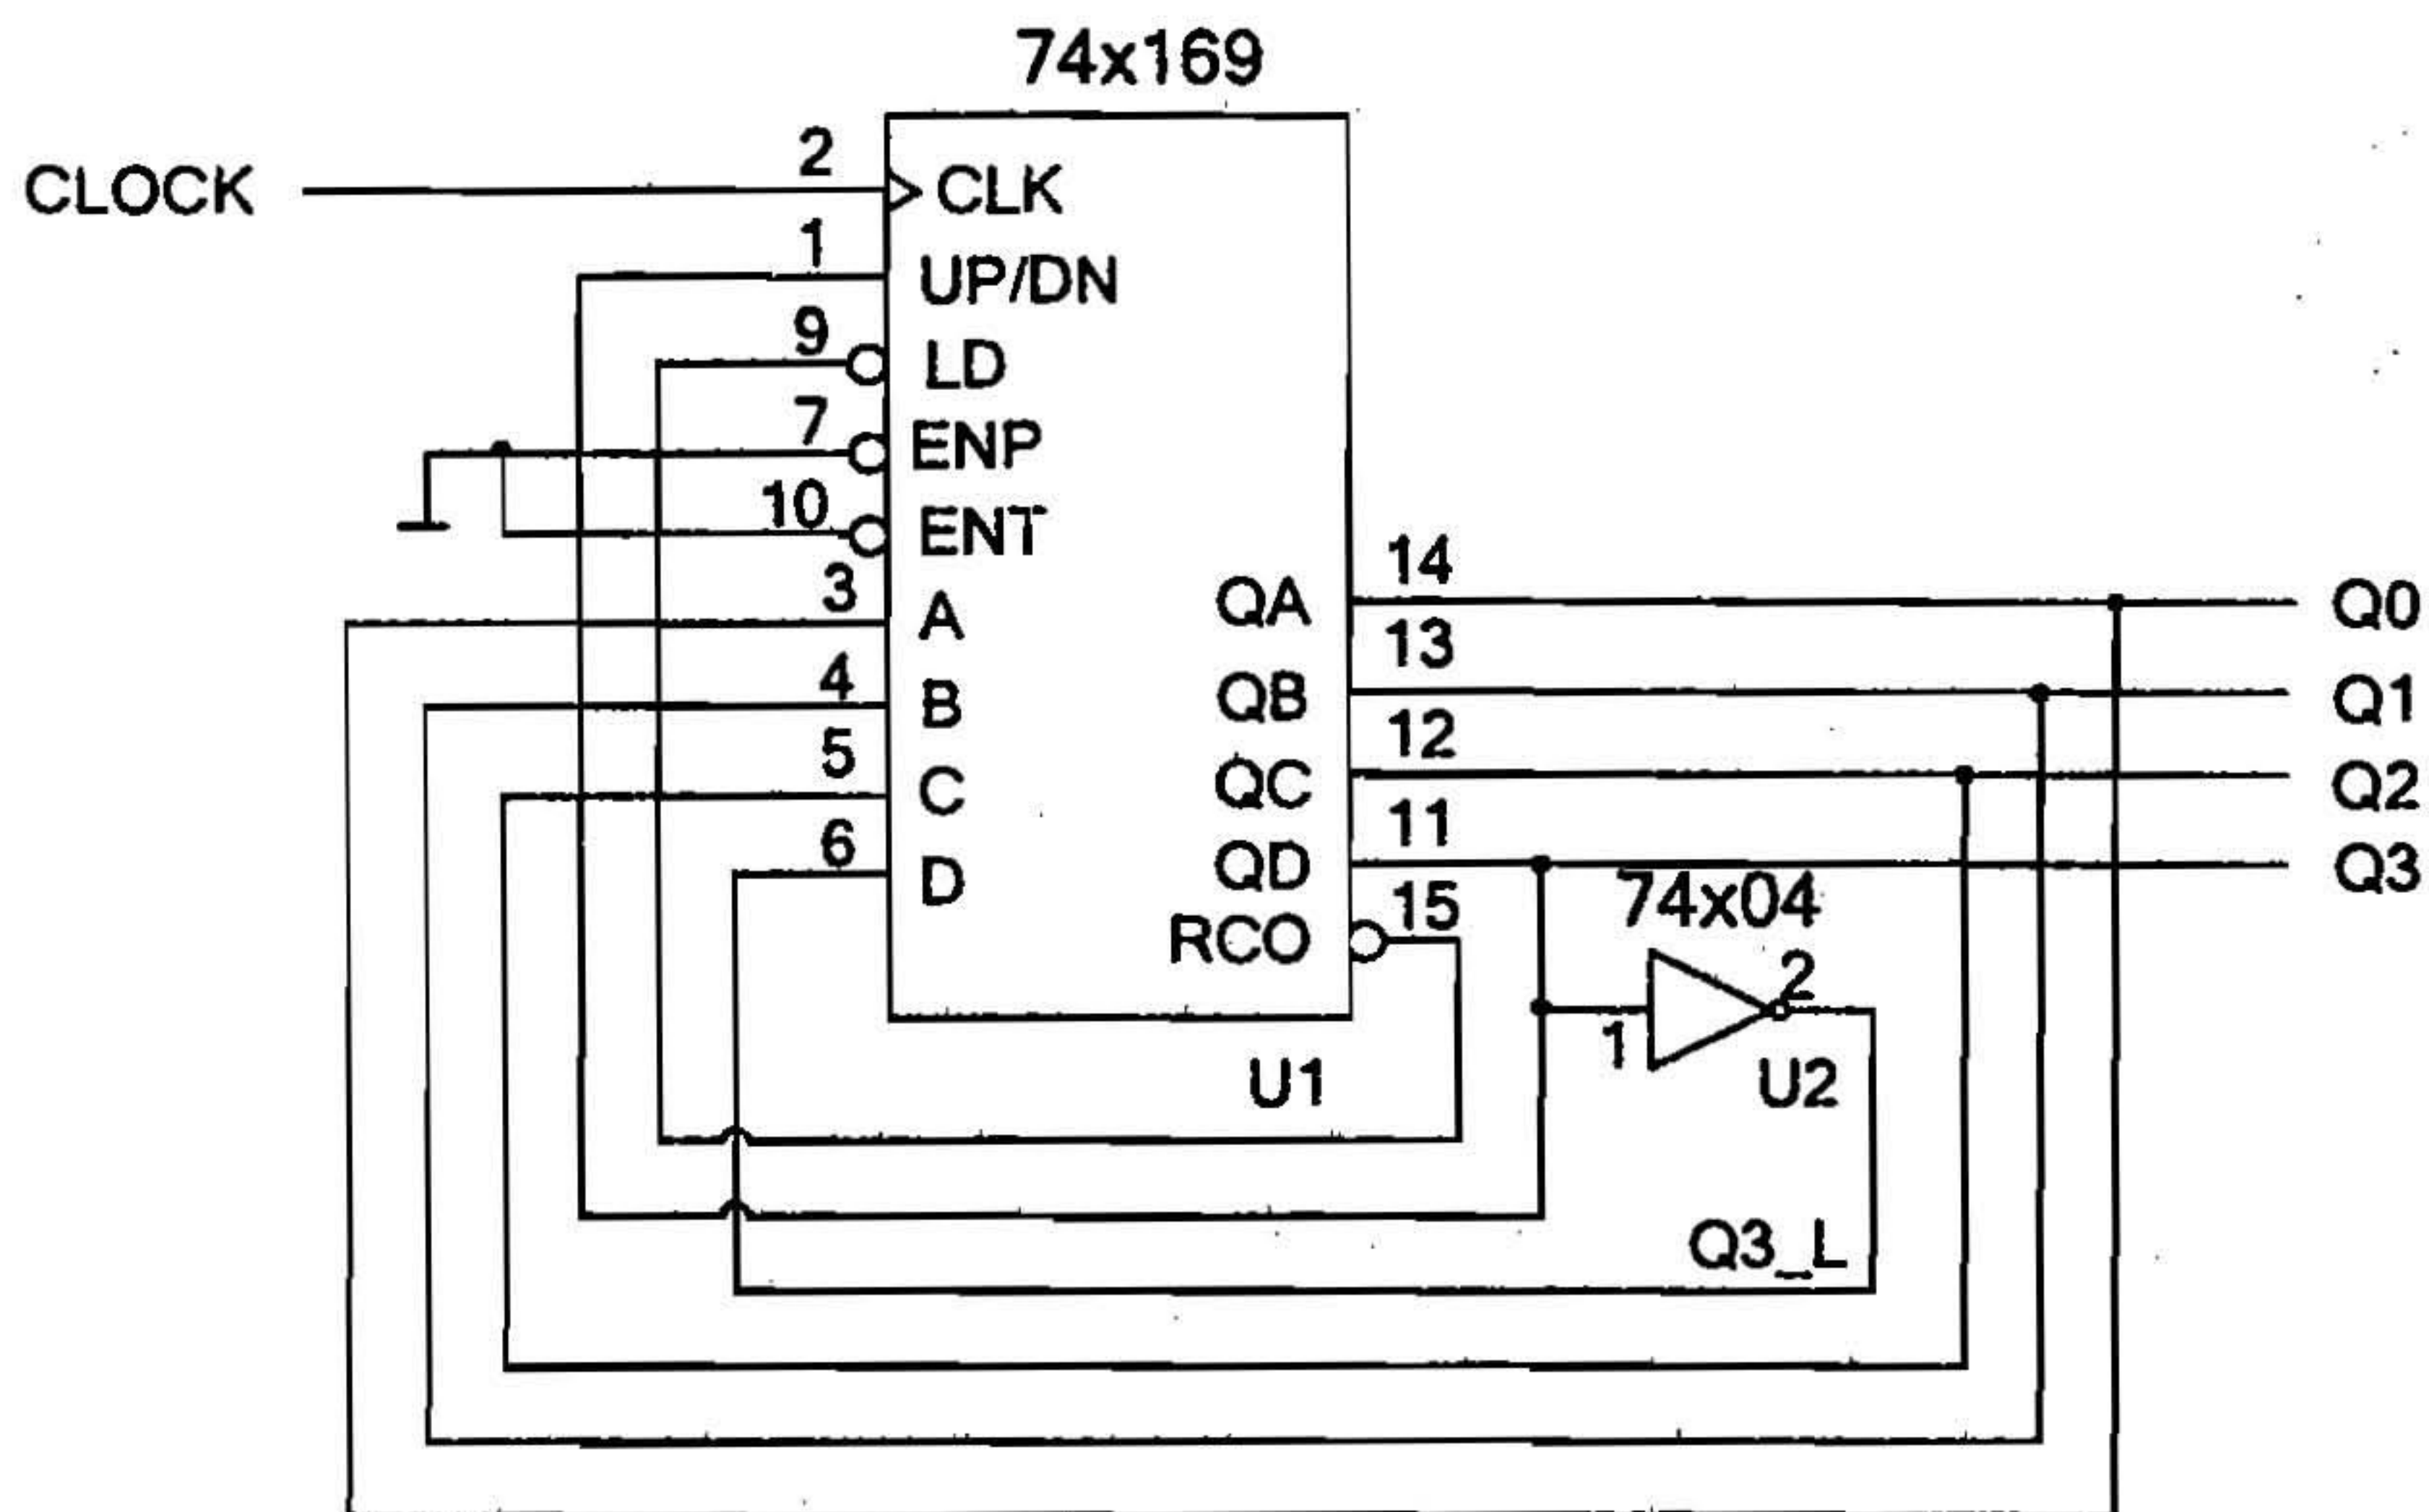 74x169
CLOCK 2 CLK
1 UP/DN
9 LD
7 ENP
10 ENT
3 A QA 14 Q0
4 B QB 13 Q1
5 C QC 12 Q2
6 D QD 11 Q3
RCO 15 74x04
1 2
U1 U2
Q3_L